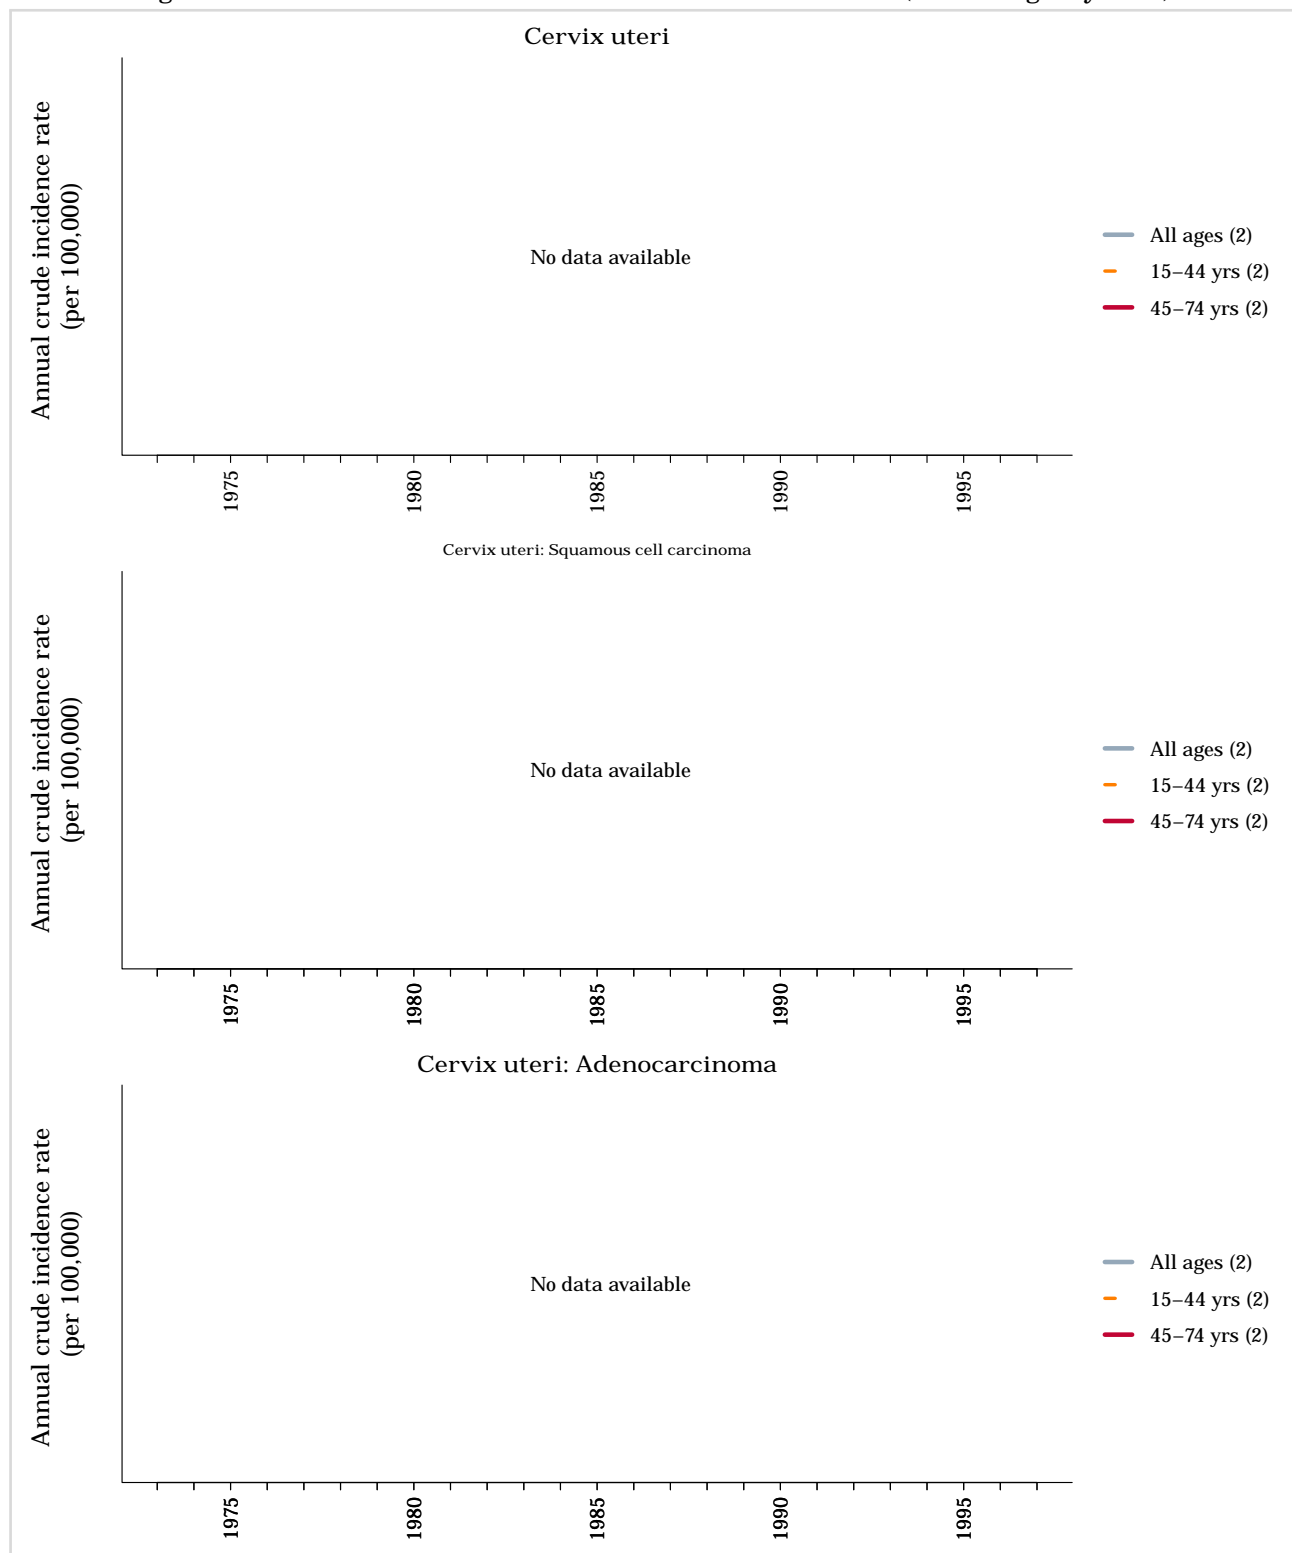 Cervix uteri
Annual crude incidence rate
(per 100,000)
No data available
All ages (2)
15–44 yrs (2)
45–74 yrs (2)
1975
1980
1985
1990
1995
Cervix uteri: Squamous cell carcinoma
Annual crude incidence rate
(per 100,000)
No data available
All ages (2)
15–44 yrs (2)
45–74 yrs (2)
1975
1980
1985
1990
1995
Cervix uteri: Adenocarcinoma
Annual crude incidence rate
(per 100,000)
No data available
All ages (2)
15–44 yrs (2)
45–74 yrs (2)
1975
1980
1985
1990
1995